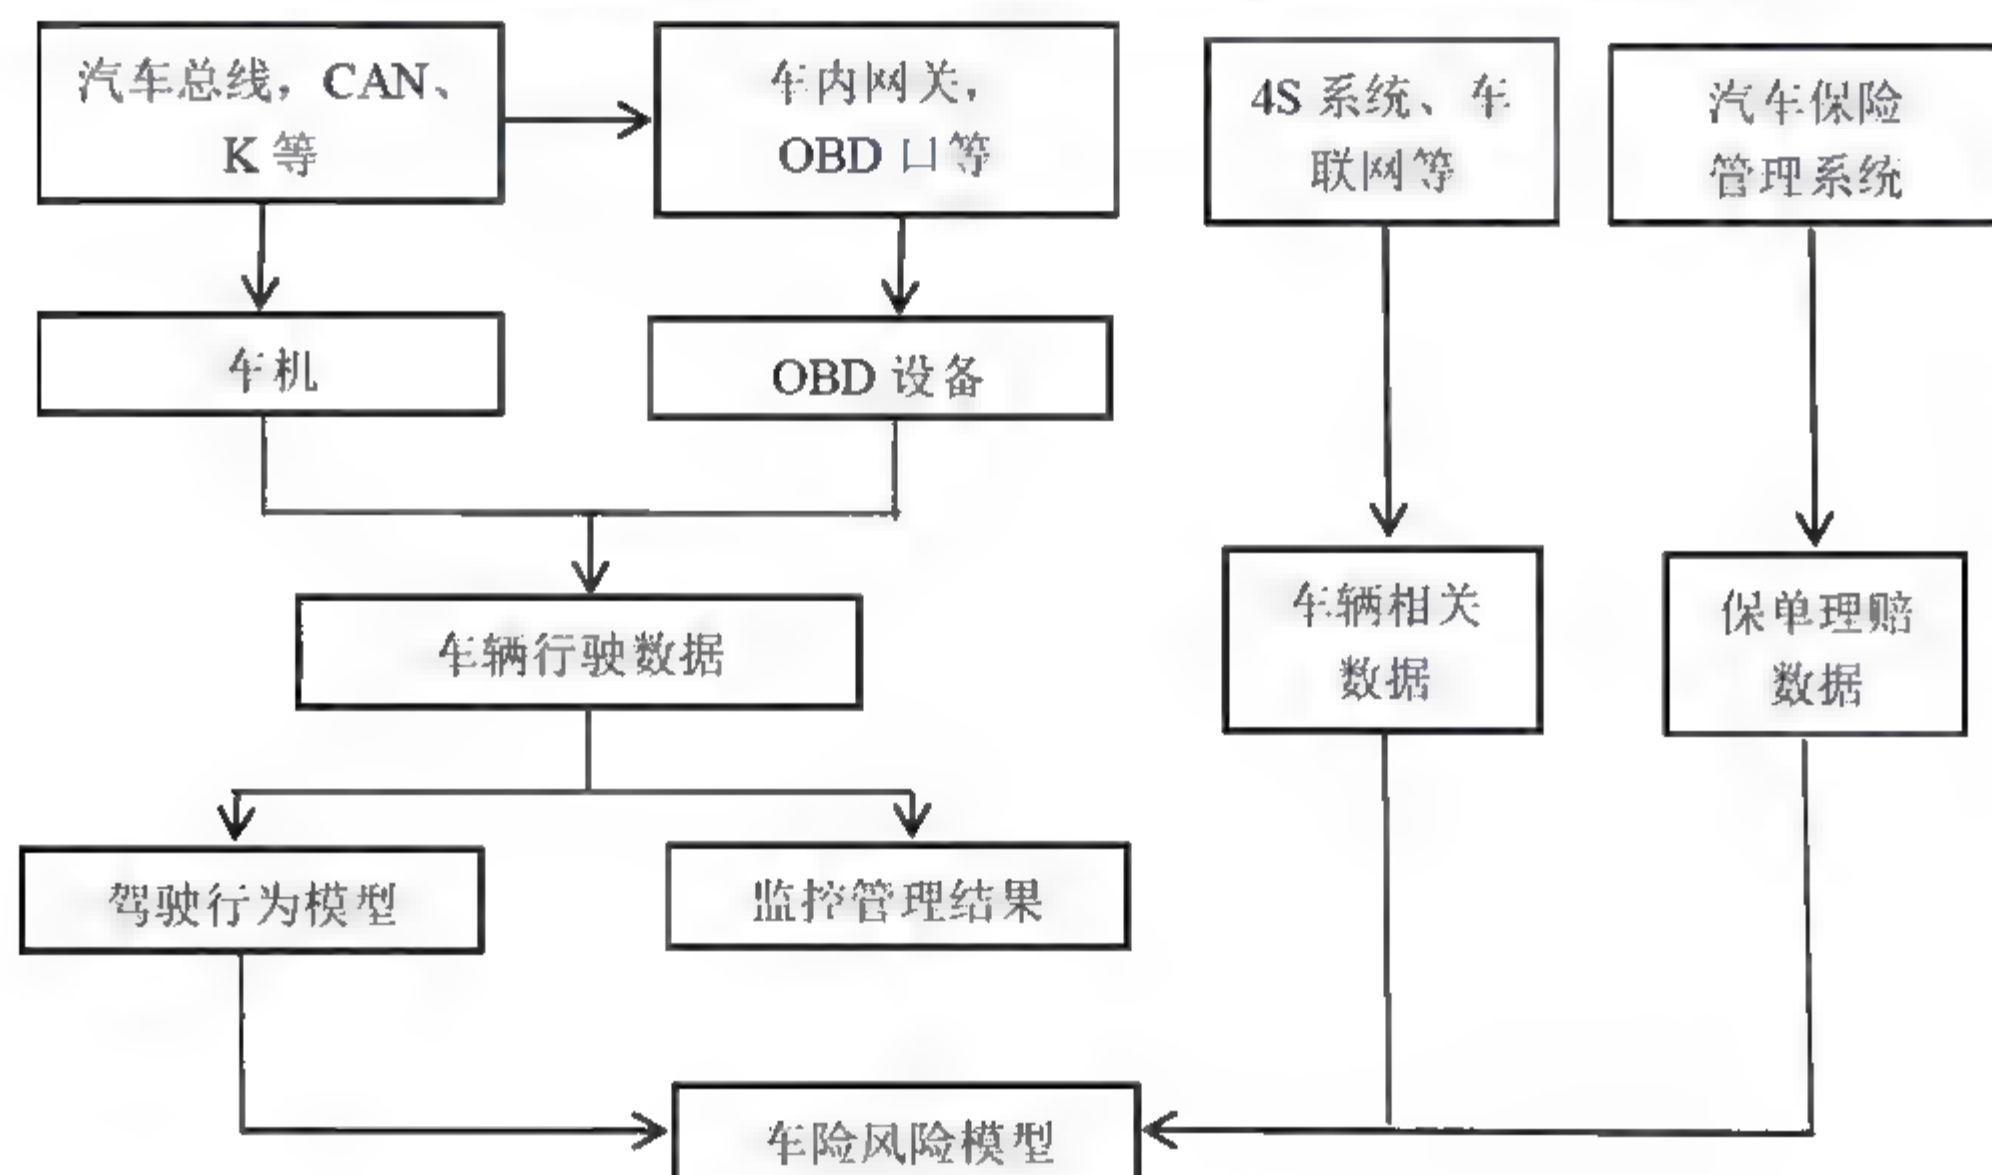 汽车总线，CAN、
K 等
车内网关，
OBD 口等
4S 系统、车
联网等
汽车保险
管理系统
车机
OBD 设备
车辆行驶数据
车辆相关
数据
保单理赔
数据
驾驶行为模型
监控管理结果
车险风险模型